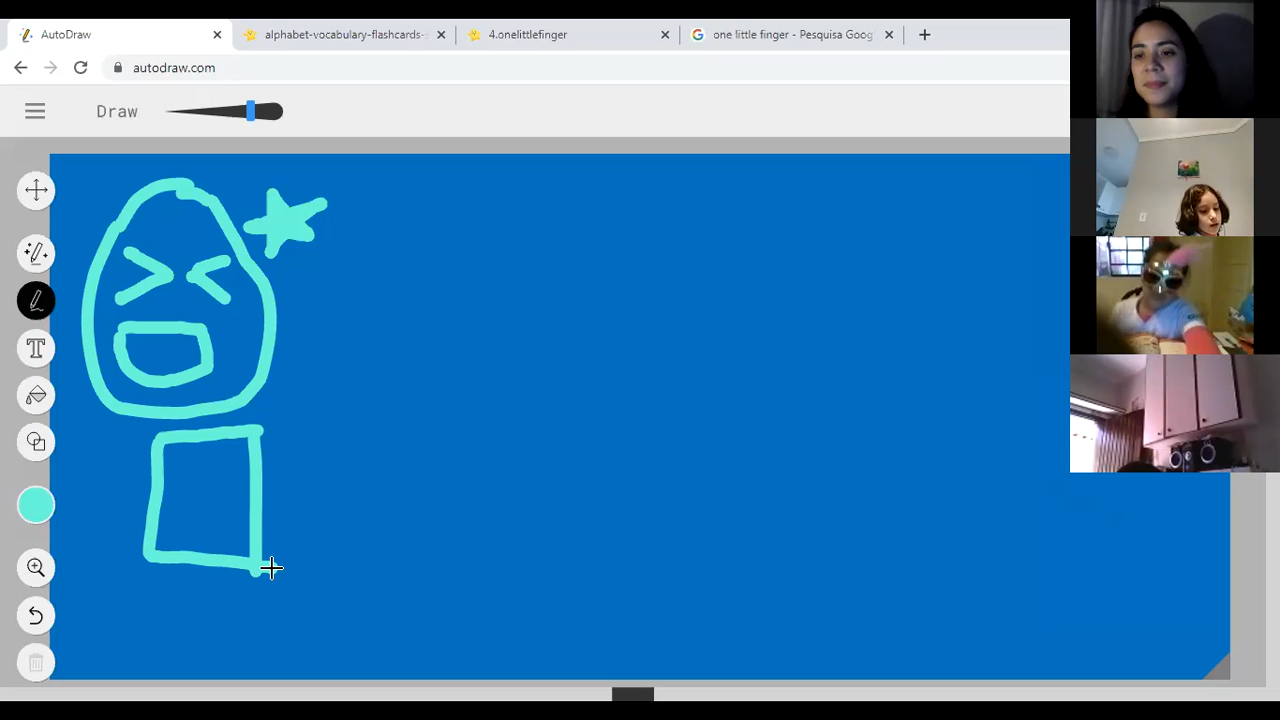 AutoDraw
alphabet-vocabulary-flashcards-
4.onelittlefinger
one little finger - Pesquisa Goog
autodraw.com
Draw